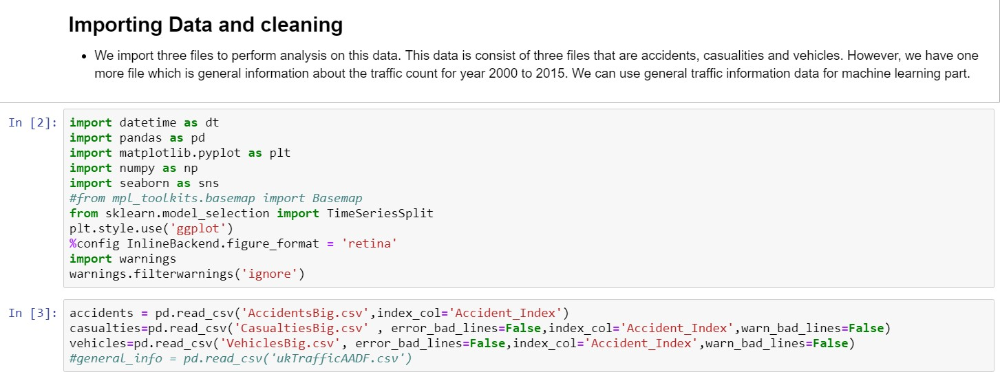 Importing Data and cleaning
• We import three files to perform analysis on this data. This data is consist of three files that are accidents, casualities and vehicles. However, we have one
more file which is general information about the traffic count for year 2000 to 2015. We can use general traffic information data for machine learning part.
In [2]: import datetime as dt
import pandas as pd
import matplotlib.pyplot as plt
import numpy as np
import seaborn as sns
#from mpl_toolkits.basemap import Basemap
from sklearn.model_selection import TimeSeriesSplit
plt.style.use('ggplot')
%config InlineBackend.figure_format = 'retina'
import warnings
warnings.filterwarnings('ignore')
In [3]: accidents = pd.read_csv('AccidentsBig.csv',index_col='Accident_Index')
casualties=pd.read_csv('CasualtiesBig.csv' , error_bad_lines=False,index_col='Accident_Index',warn_bad_lines=False)
vehicles=pd.read_csv('VehiclesBig.csv', error_bad_lines=False,index_col='Accident_Index',warn_bad_lines=False)
#general_info = pd.read_csv('ukTrafficAADF.csv')